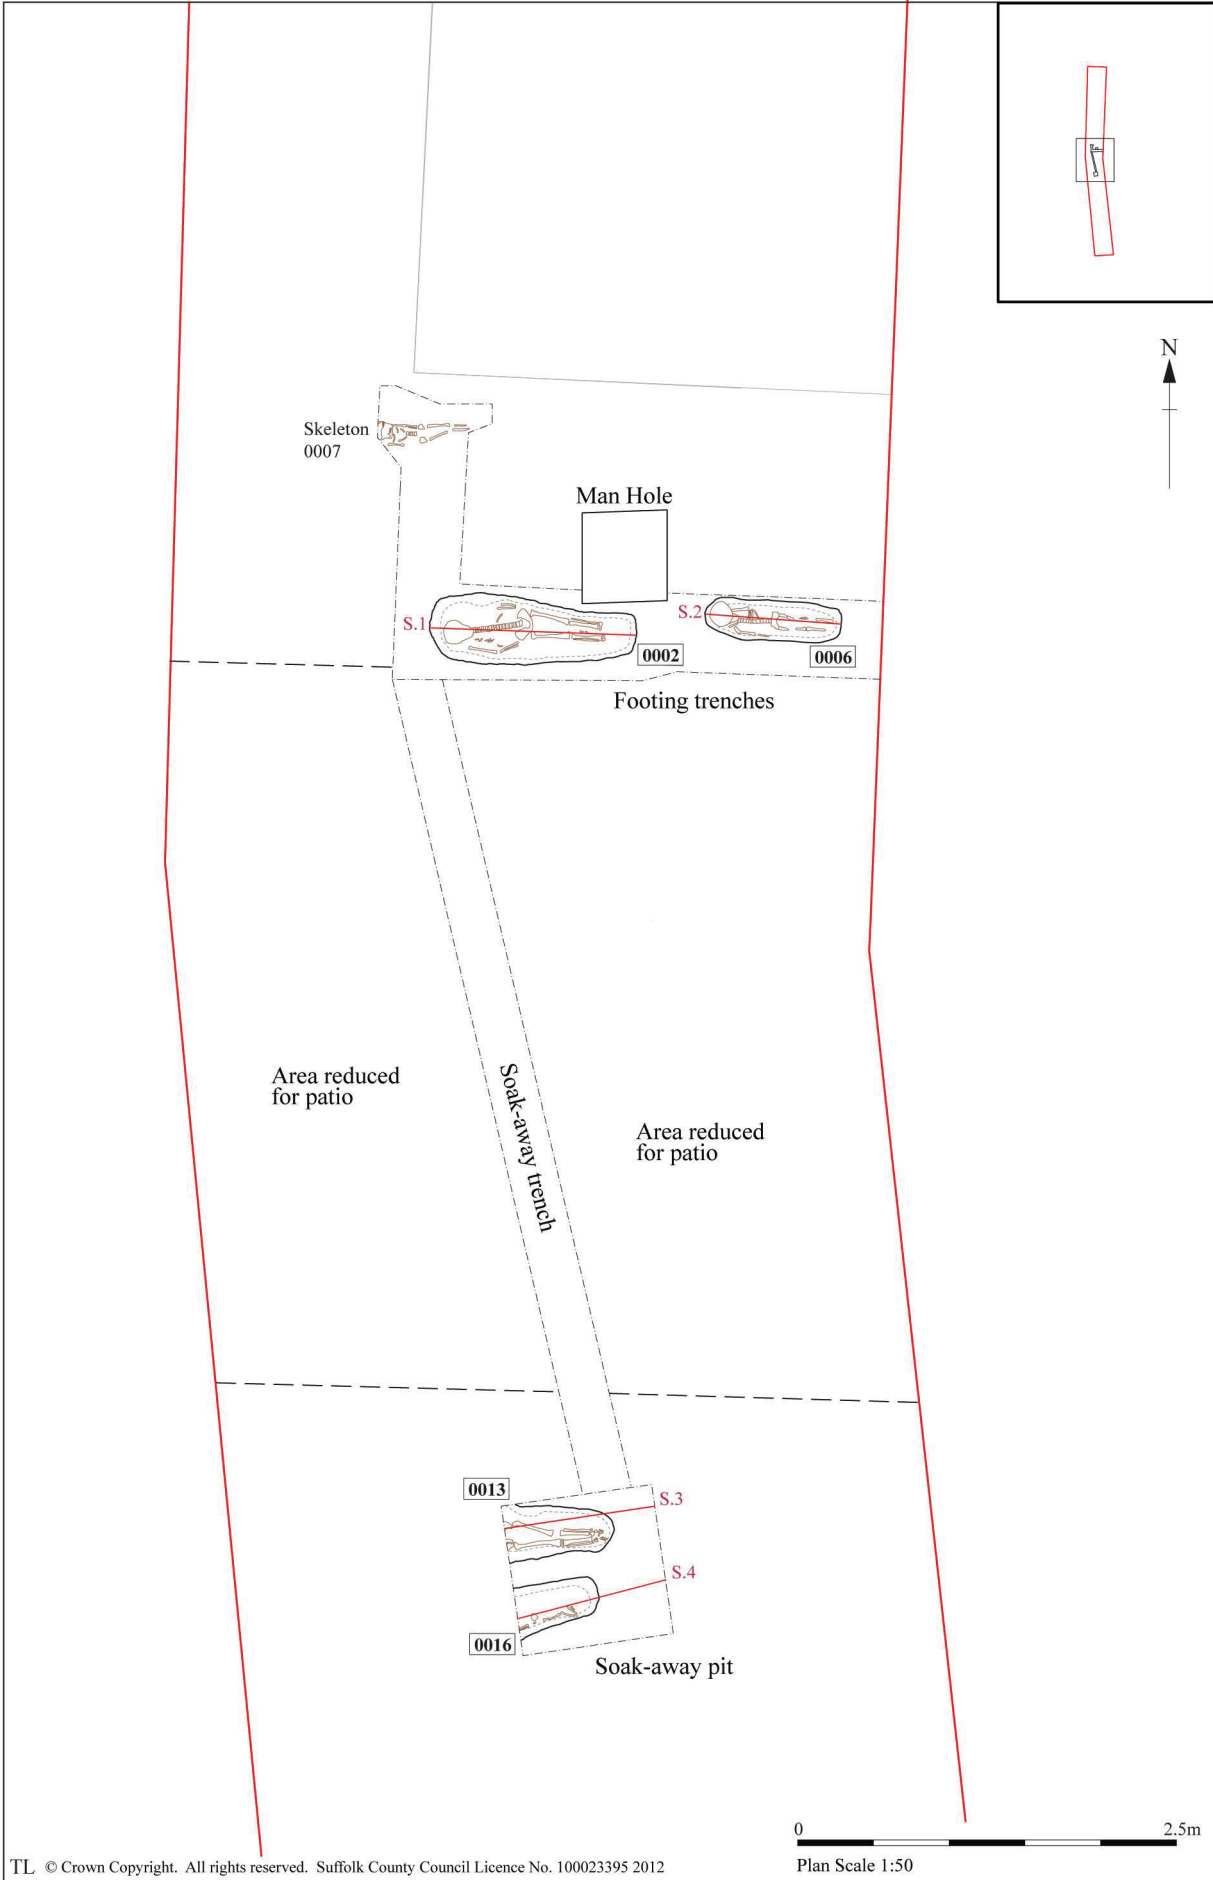 N
Skeleton
0007
Man Hole
S.1
S.2
0002
0006
Footing trenches
Area reduced
for patio
Soak-away trench
Area reduced
for patio
0013
S.3
S.4
0016
Soak-away pit
0 2.5m
Plan Scale 1:50
TL © Crown Copyright. All rights reserved. Suffolk County Council Licence No. 100023395 2012